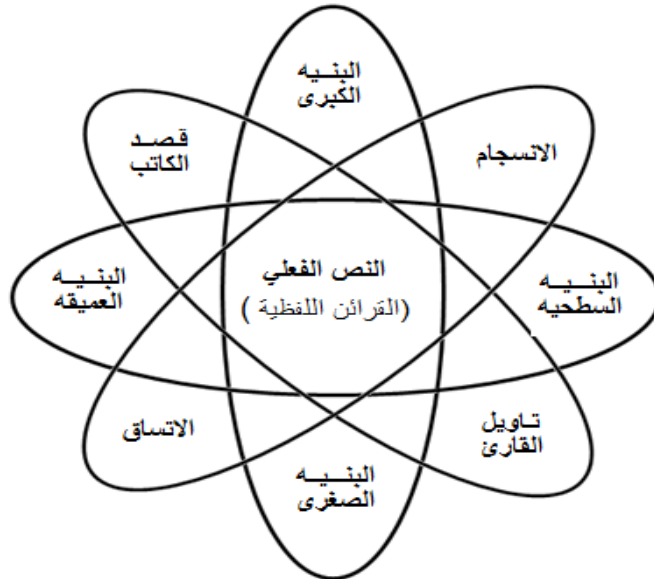 البنيه
الكبرى
الانسجام
قصد
الكاتب
البنيه
السطحيه
النص الفعلي
(القرائن اللفظية )
البنيه
العميقه
تاويل
القارئ
الاتساق
البنيه
الصغرى